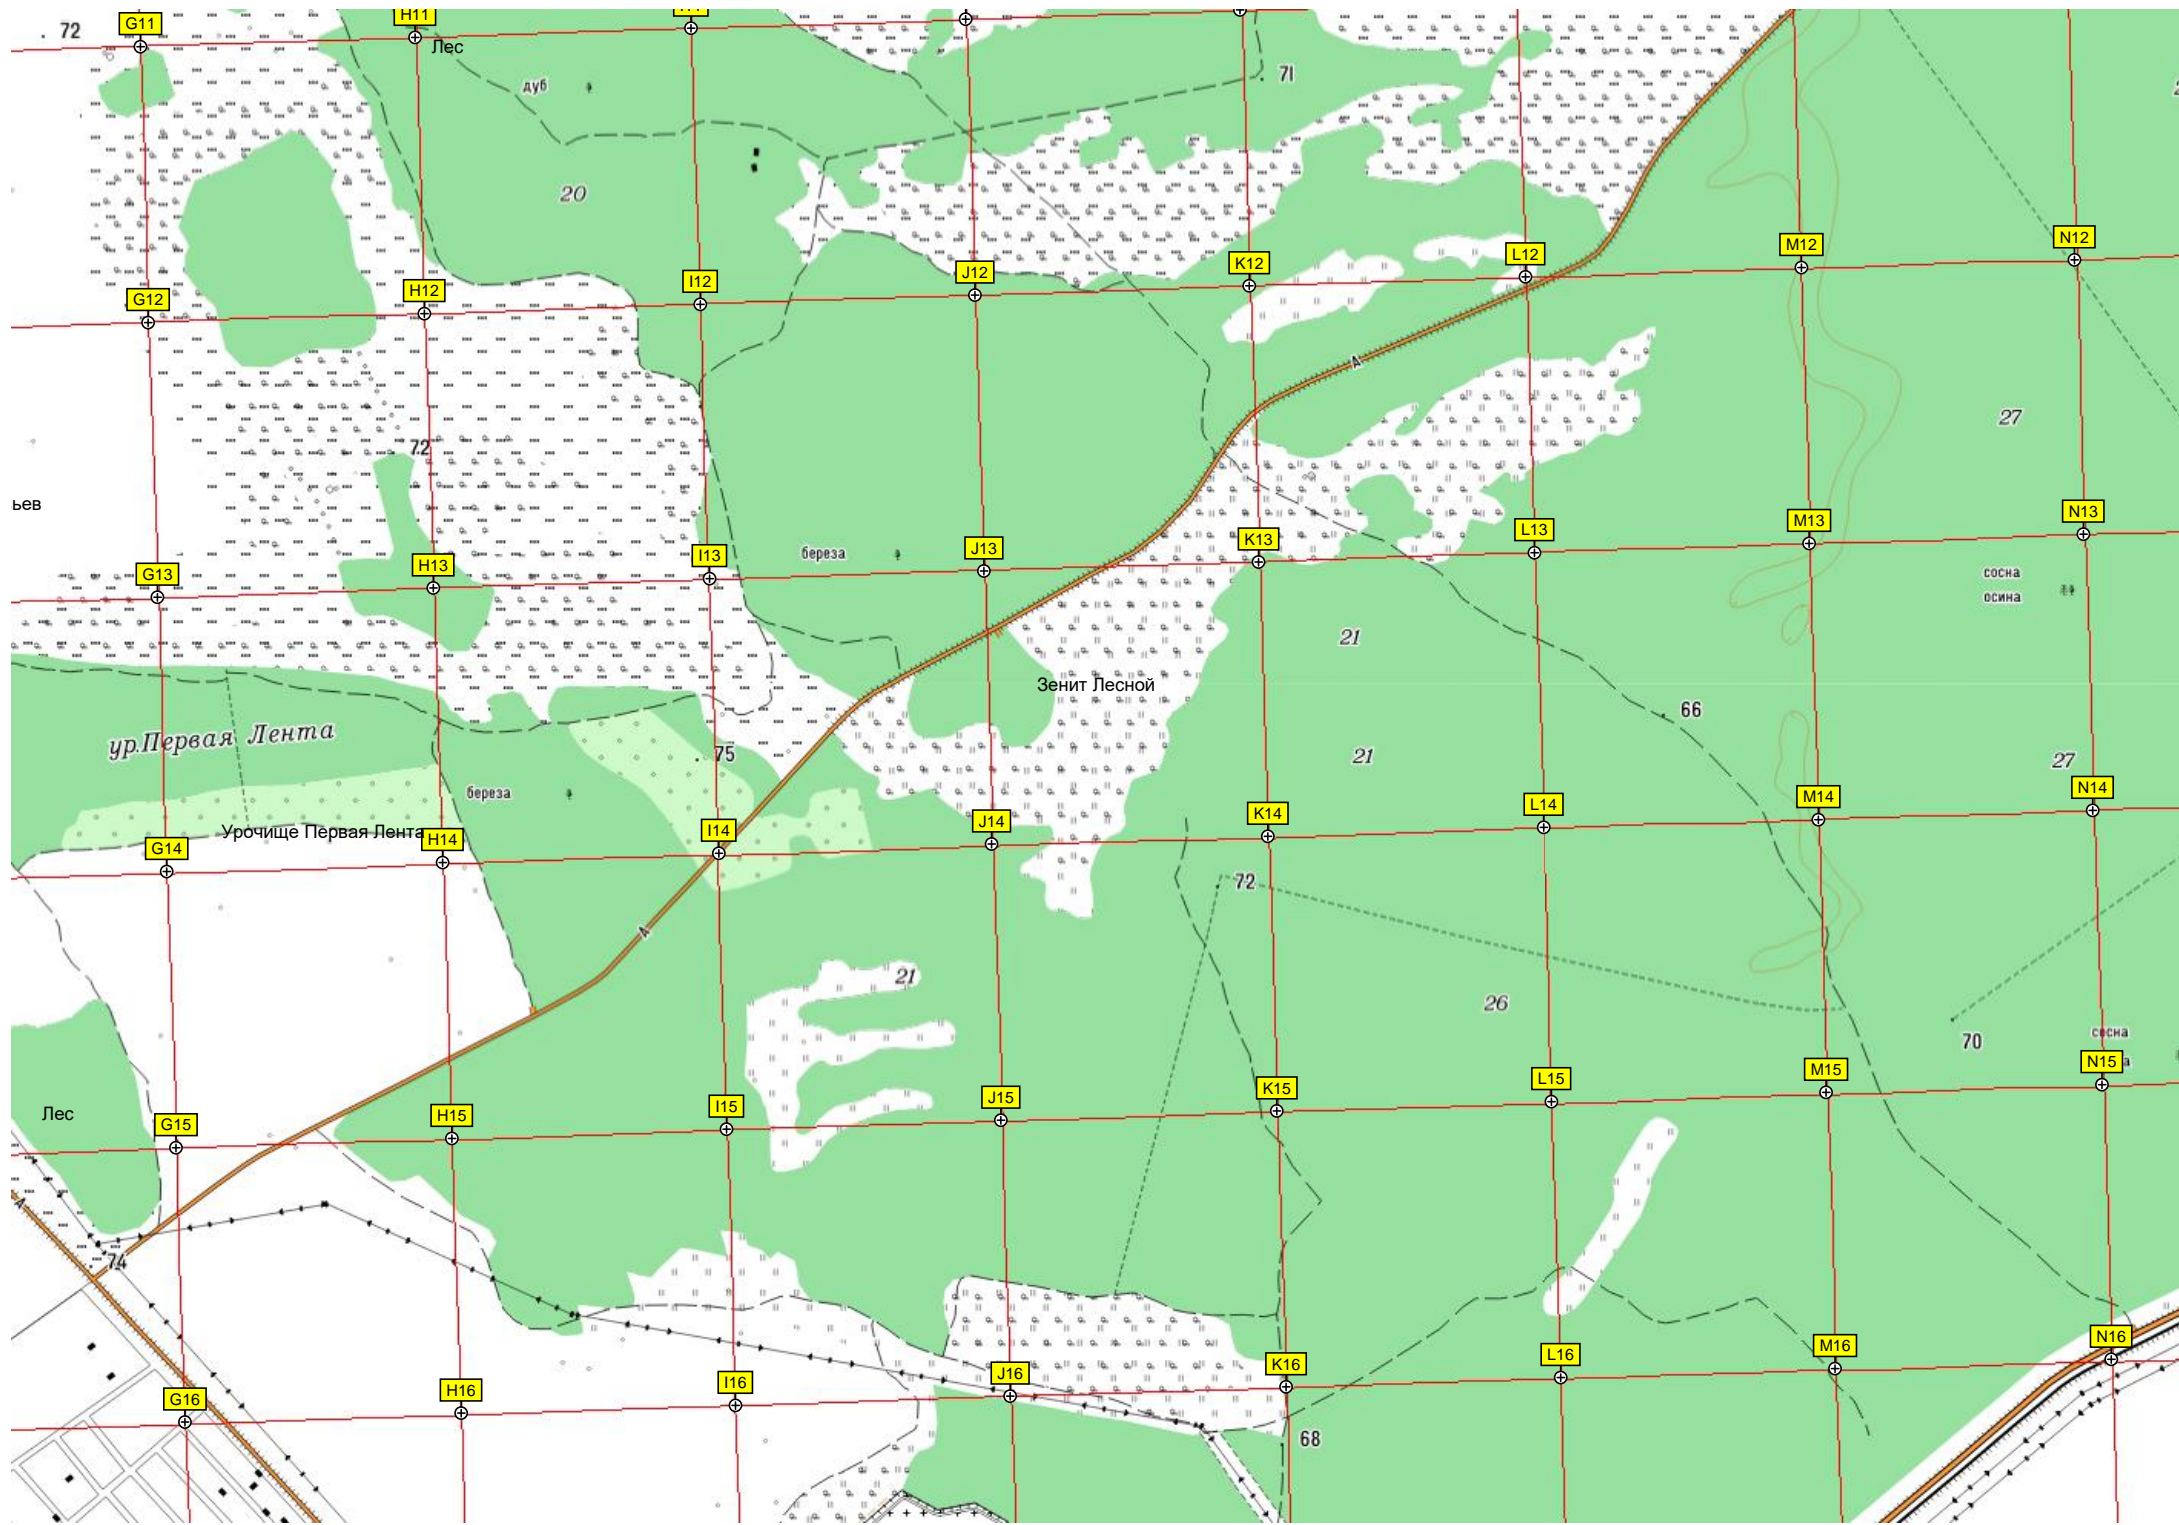 72
G11
H11
Лес
дуб
71
20
G12
H12
I12
J12
K12
L12
M12
N12
А
72
27
ьев
G13
H13
I13
береза
J13
K13
L13
M13
N13
сосна
осина
21
Зенит Лесной
66
ур.Первая Лента
75
21
27
береза
Урочище Первая Лента
G14
H14
I14
J14
K14
L14
M14
N14
72
А
21
26
70
сосна
а
Лес
G15
H15
I15
J15
K15
L15
M15
N15
А
74
G16
H16
I16
J16
K16
L16
M16
N16
68